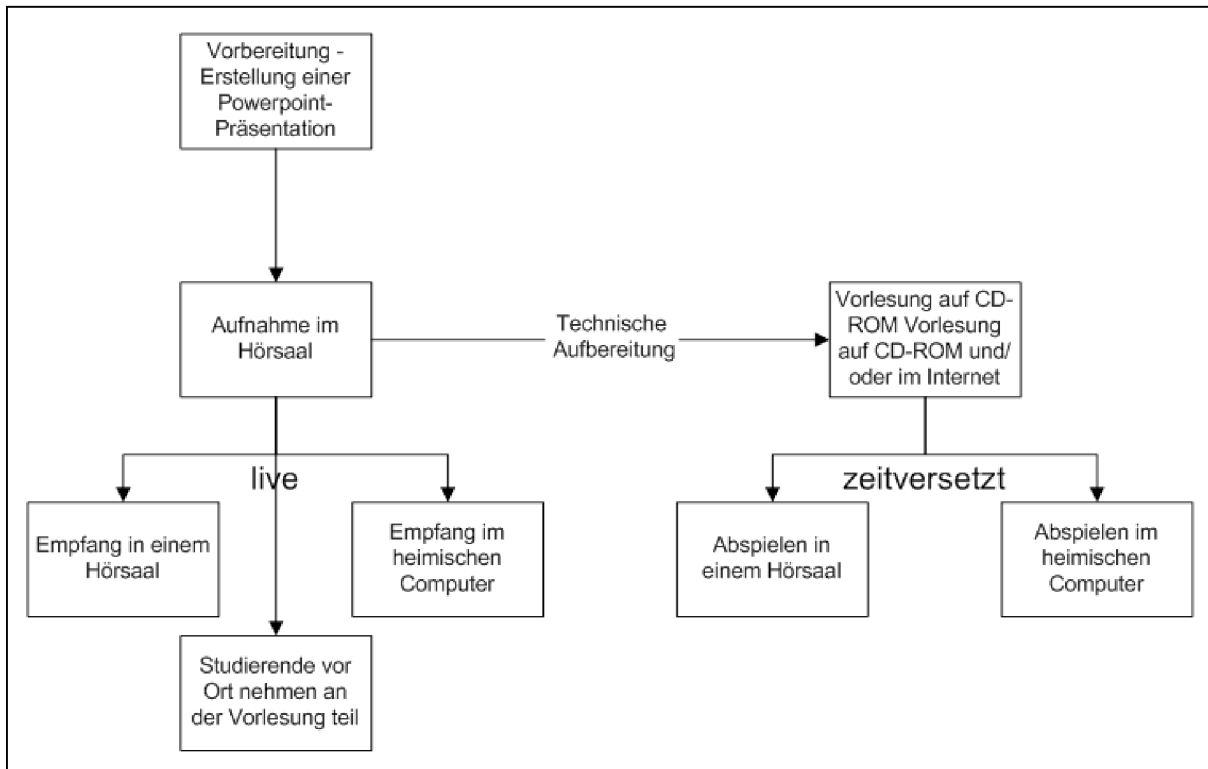 Vorbereitung -
Erstellung einer
Powerpoint-
Präsentation
Aufnahme im
Hörsaal
Technische
Aufbereitung
Vorlesung auf CD-
ROM Vorlesung
auf CD-ROM und/
oder im Internet
live
zeitversetzt
Empfang in einem
Hörsaal
Empfang im
heimischen
Computer
Abspielen in
einem Hörsaal
Abspielen im
heimischen
Computer
Studierende vor
Ort nehmen an
der Vorlesung teil